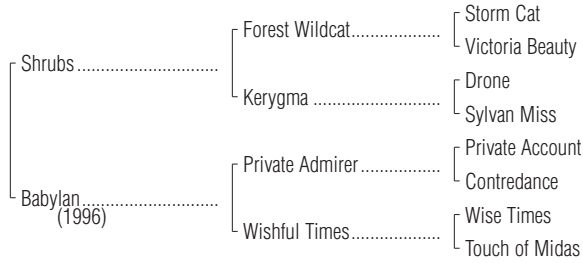 Storm Cat
Forest Wildcat....................
Victoria Beauty
Shrubs ................................
Drone
Kerygma ............................
Sylvan Miss
Private Account
Private Admirer..................
Contredance
Babylan...............................
(1996)
Wise Times
Wishful Times....................
Touch of Midas